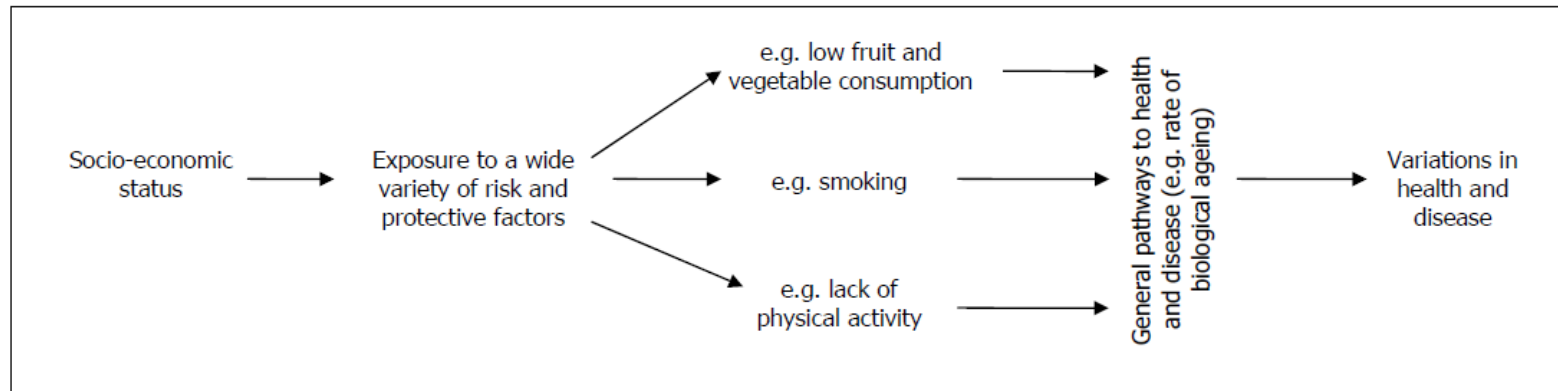 Socio-economic
status
Exposure to a wide
variety of risk and
protective factors
e.g. low fruit and
vegetable consumption
e.g. smoking
e.g. lack of
physical activity
General pathways to health
and disease (e.g. rate of
biological ageing)
Variations in
health and
disease